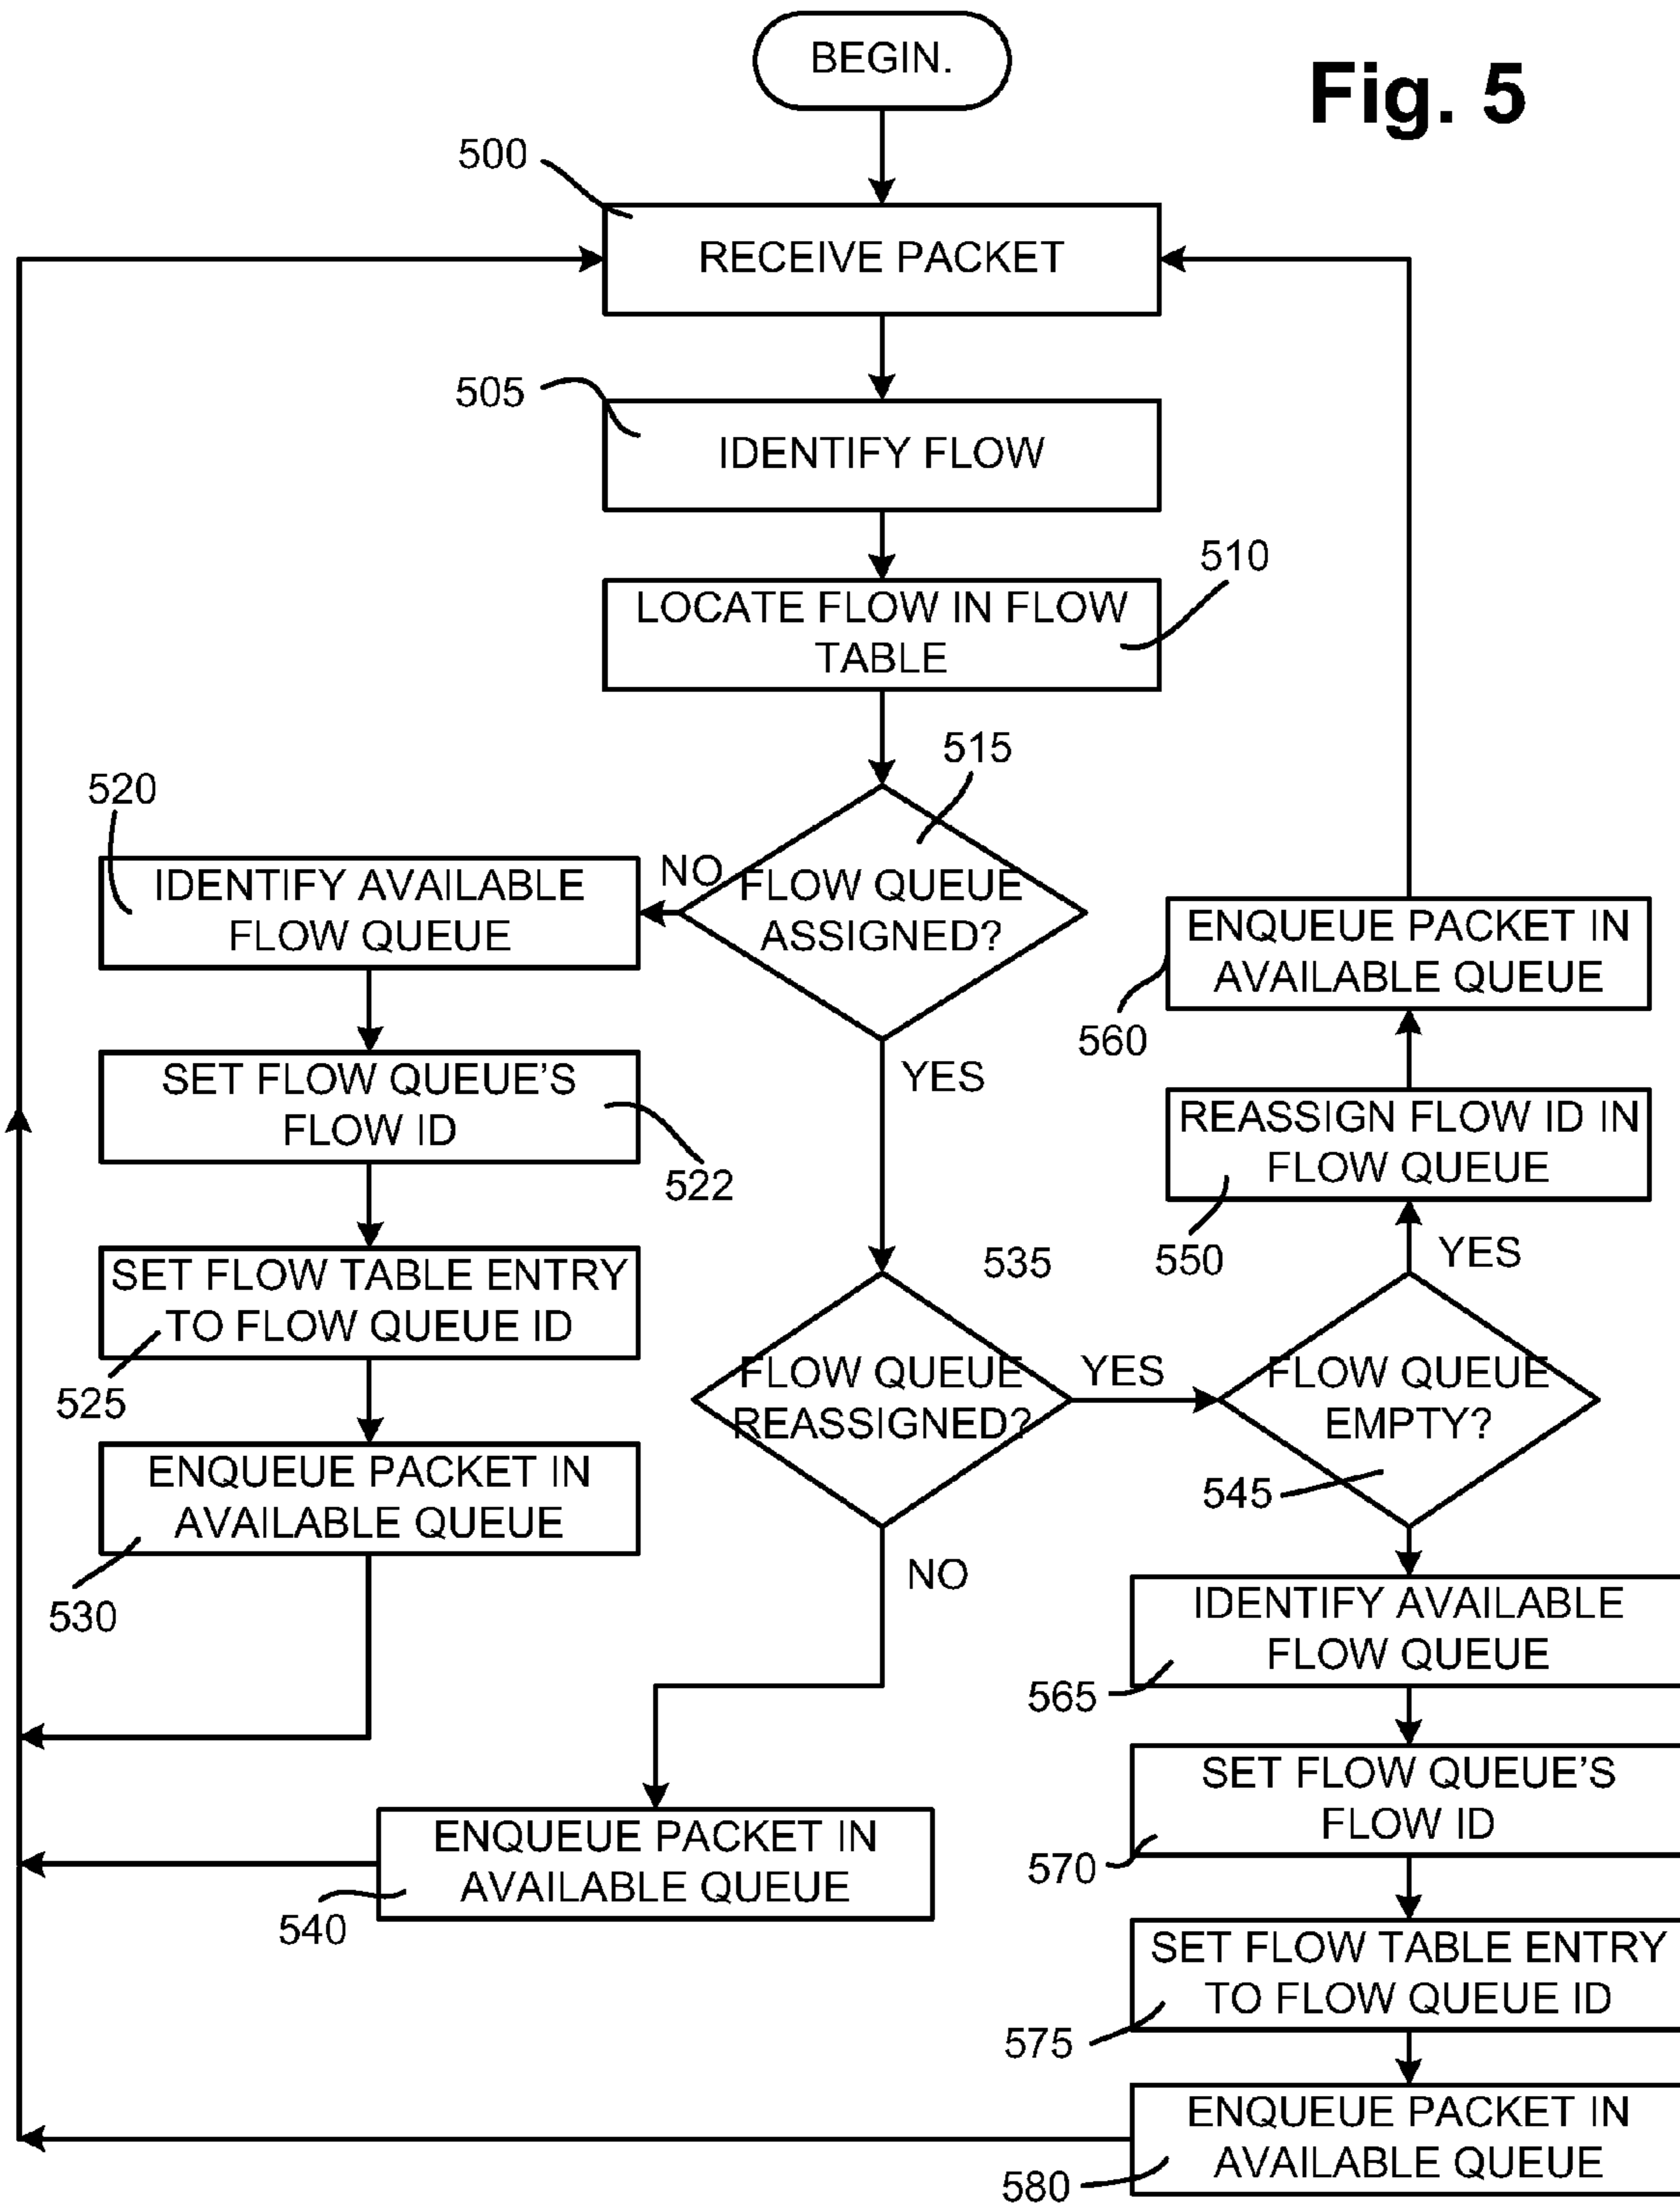 BEGIN.
Fig. 5
500
RECEIVE PACKET
505
IDENTIFY FLOW
510
LOCATE FLOW IN FLOW
TABLE
515
FLOW QUEUE
ASSIGNED?
NO
520
IDENTIFY AVAILABLE
FLOW QUEUE
SET FLOW QUEUE'S
FLOW ID
522
SET FLOW TABLE ENTRY
TO FLOW QUEUE ID
525
ENQUEUE PACKET IN
AVAILABLE QUEUE
530
YES
535
FLOW QUEUE
REASSIGNED?
NO
ENQUEUE PACKET IN
AVAILABLE QUEUE
540
YES
FLOW QUEUE
EMPTY?
545
YES
REASSIGN FLOW ID IN
FLOW QUEUE
550
ENQUEUE PACKET IN
AVAILABLE QUEUE
560
IDENTIFY AVAILABLE
FLOW QUEUE
565
SET FLOW QUEUE'S
FLOW ID
570
SET FLOW TABLE ENTRY
TO FLOW QUEUE ID
575
ENQUEUE PACKET IN
AVAILABLE QUEUE
580